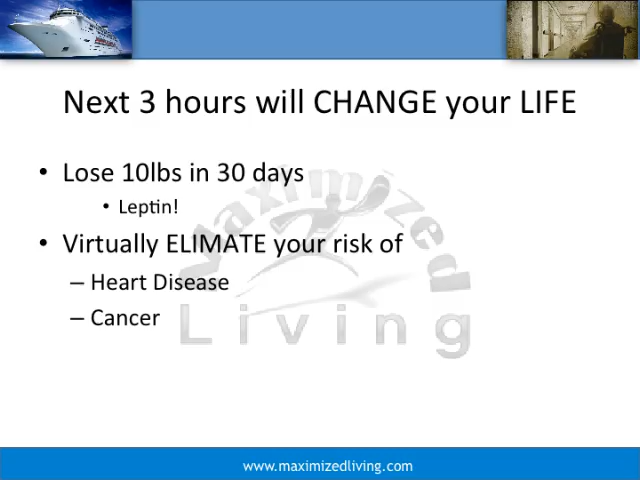 Next 3 hours will CHANGE your LIFE
• Lose 10lbs in 30 days
• Leptin!
• Virtually ELIMATE your risk of
– Heart Disease
– Cancer
Maximized
Living
www.maximizedliving.com